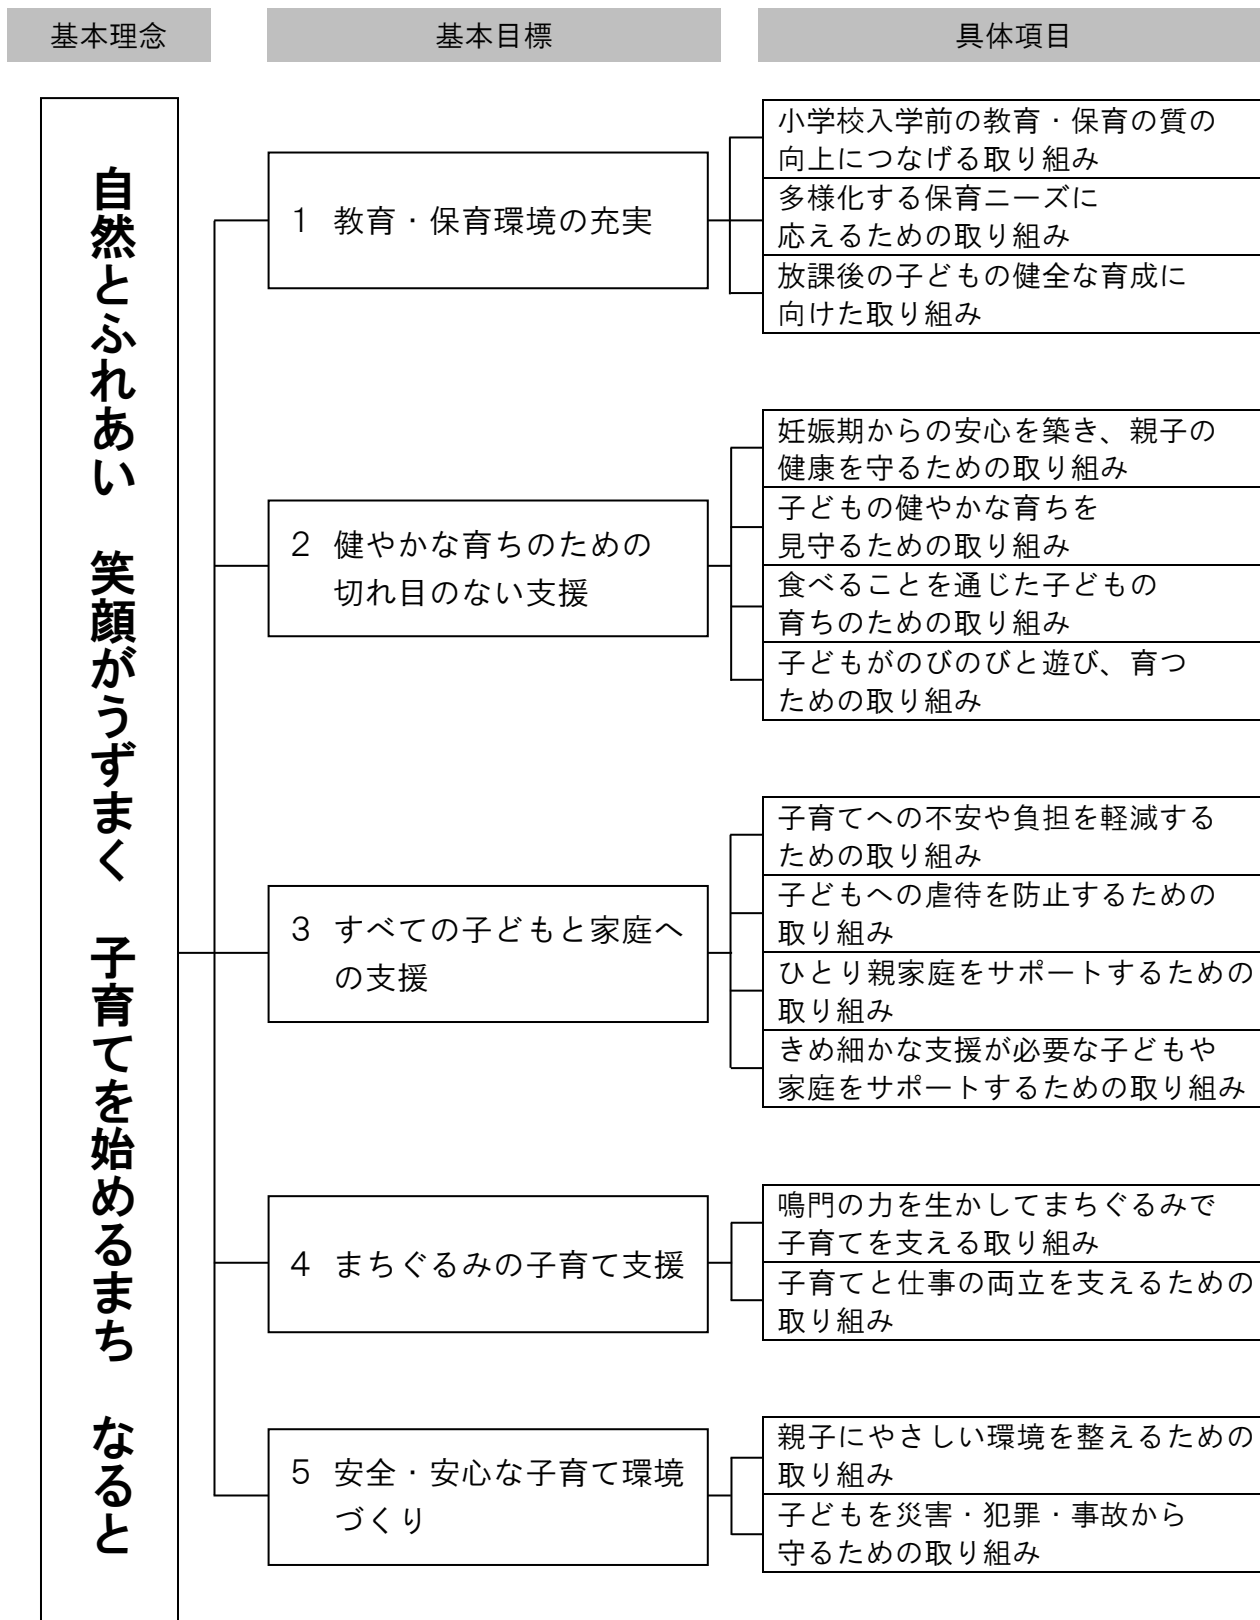 基本理念
基本目標
具体項目
自然とふれあい　笑顔がうずまく　子育てを始めるまち　なると
1 教育・保育環境の充実
小学校入学前の教育・保育の質の
向上につなげる取り組み
多様化する保育ニーズに
応えるための取り組み
放課後の子どもの健全な育成に
向けた取り組み
2 健やかな育ちのための
切れ目のない支援
妊娠期からの安心を築き、親子の
健康を守るための取り組み
子どもの健やかな育ちを
見守るための取り組み
食べることを通じた子どもの
育ちのための取り組み
子どもがのびのびと遊び、育つ
ための取り組み
3 すべての子どもと家庭へ
の支援
子育てへの不安や負担を軽減する
ための取り組み
子どもへの虐待を防止するための
取り組み
ひとり親家庭をサポートするための
取り組み
きめ細かな支援が必要な子どもや
家庭をサポートするための取り組み
4 まちぐるみの子育て支援
鳴門の力を生かしてまちぐるみで
子育てを支える取り組み
子育てと仕事の両立を支えるための
取り組み
5 安全・安心な子育て環境
づくり
親子にやさしい環境を整えるための
取り組み
子どもを災害・犯罪・事故から
守るための取り組み